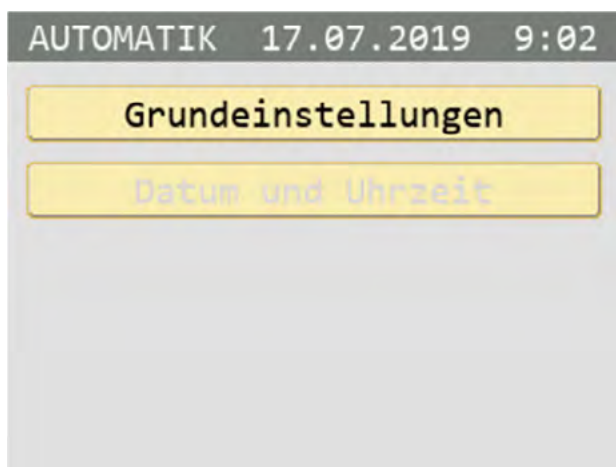 AUTOMATIK 17.07.2019 9:02
Grundeinstellungen
Datum und Uhrzeit